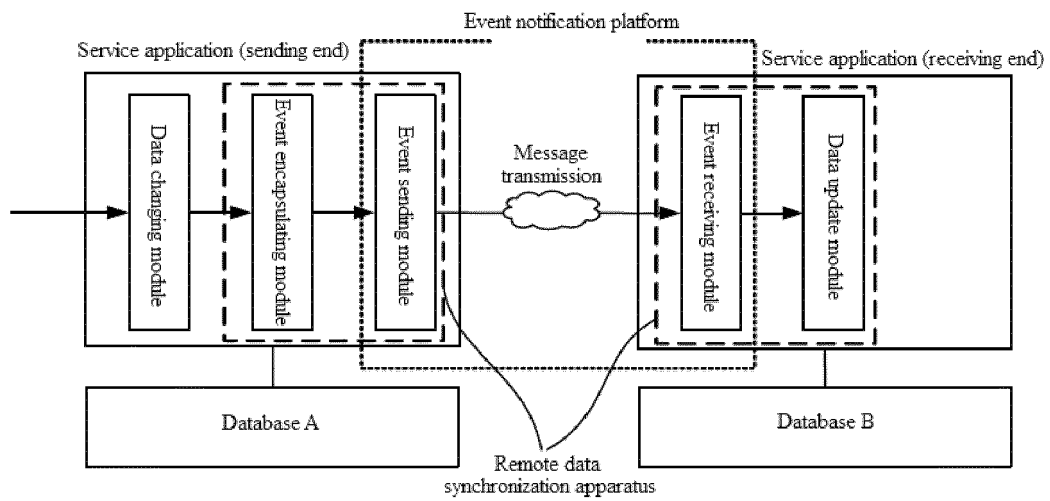 Event notification platform
Service application (sending end)
Service application (receiving end)
Data changing module
Event encapsulating module
Event sending module
Message
transmission
Event receiving module
Data update module
Database A
Database B
Remote data
synchronization apparatus